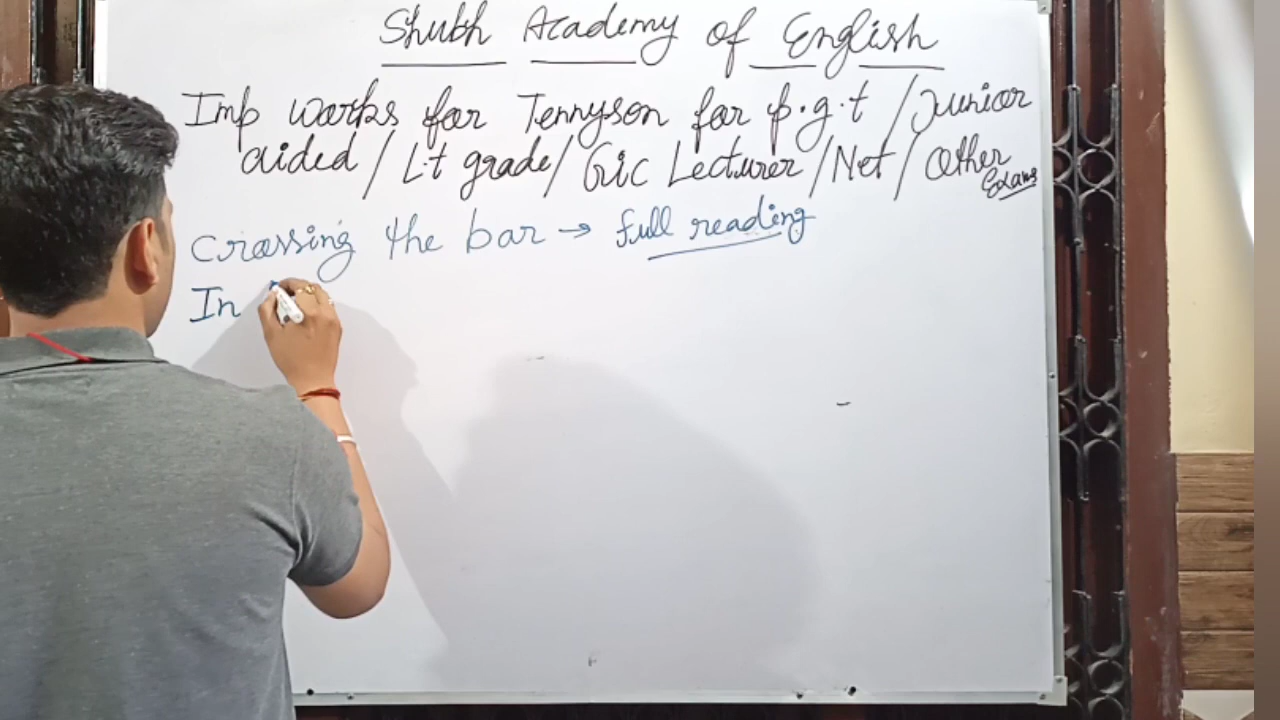 Shubh Academy of English
Imp works for Tennyson for p.g.t / Junior
aided / Lt grade / Gic Lecturer / Net / Other
Exams
Crossing the bar → full reading
In